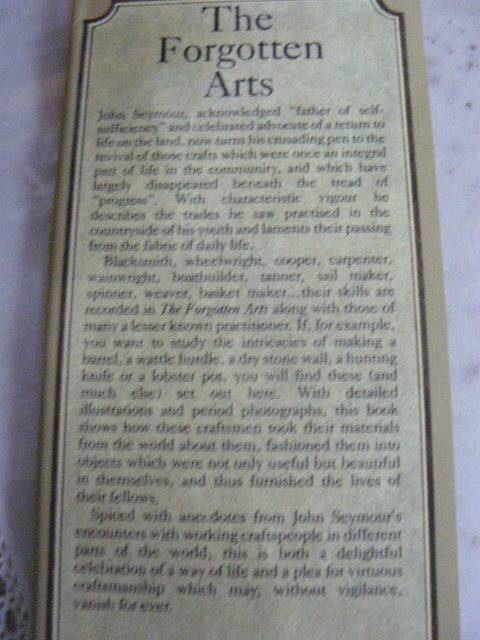 The
Forgotten
Arts
John Seymour, acknowledged "father of self-
sufficiency" and celebrated advocate of a return to
life on the land, now turns his crusading pen to the
revival of those crafts which were once an integral
part of life in the community, and which have
largely disappeared beneath the tread of
"progress". With characteristic vigour he
describes the trades he saw practised in the
countryside of his youth and laments their passing
from the fabric of daily life.
Blacksmith, wheelwright, cooper, carpenter,
wainwright, boatbuilder, tanner, sail maker,
spinner, weaver, basket maker...their skills are
recorded in The Forgotten Arts along with those of
many a lesser known practitioner. If, for example,
you want to study the intricacies of making a
barrel, a wattle hurdle, a dry stone wall, a hunting
knife or a lobster pot, you will find these (and
much else) set out here. With detailed
illustrations and period photographs, this book
shows how these craftsmen took their materials
from the world about them, fashioned them into
objects which were not only useful but beautiful
in themselves, and thus furnished the lives of
their fellows.
Spiced with anecdotes from John Seymour's
encounters with working craftspeople in different
parts of the world, this is both a delightful
celebration of a way of life and a plea for virtuous
craftsmanship which may, without vigilance,
vanish for ever.